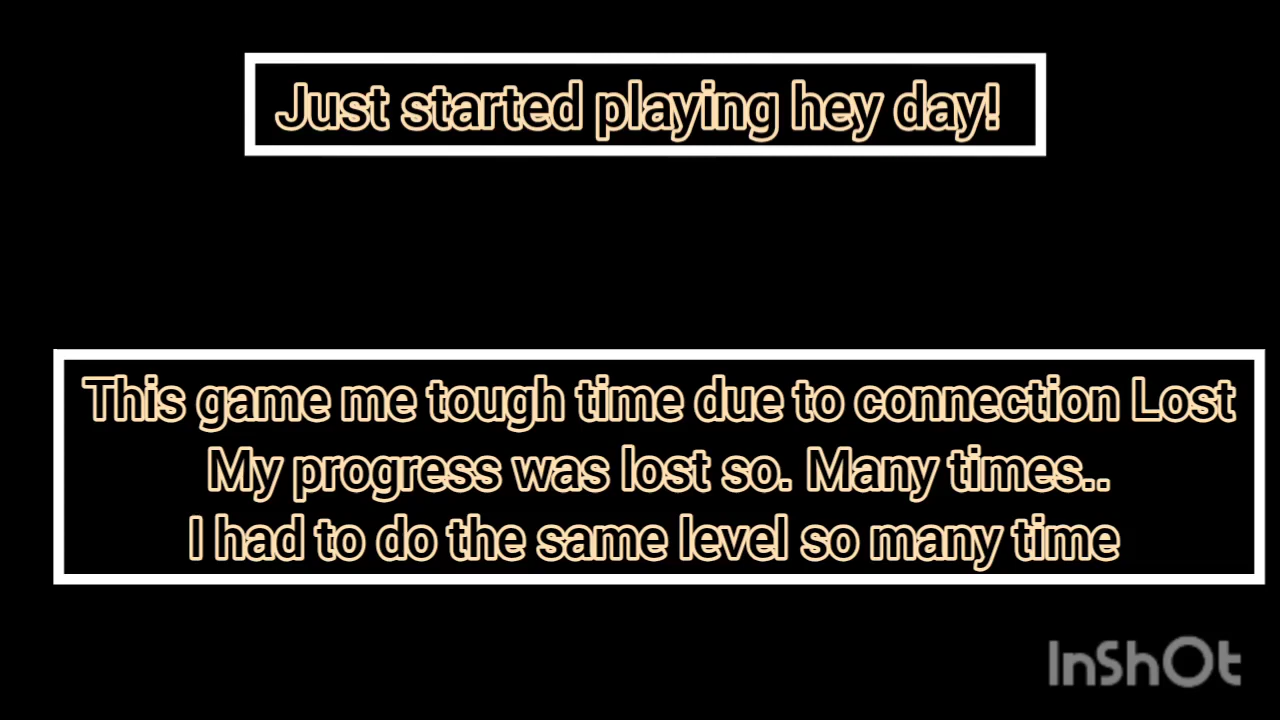 Just started playing hey day!
This game me tough time due to connection Lost
My progress was lost so. Many times..
I had to do the same level so many time
InShOt